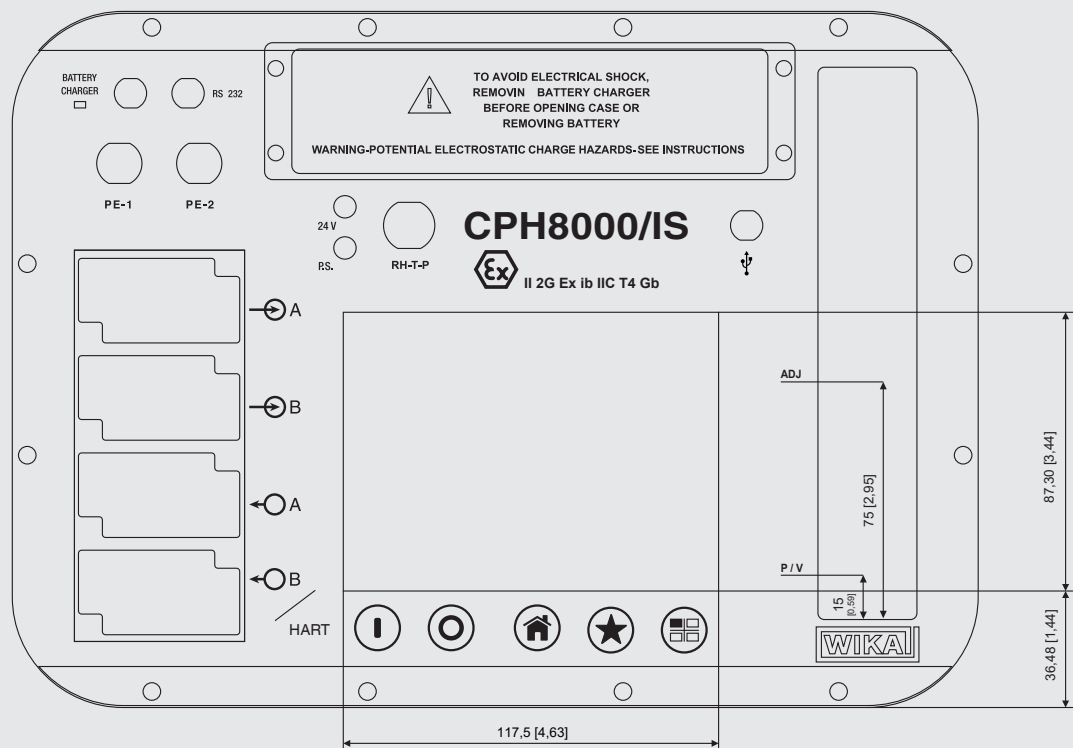 BATTERY
CHARGER
RS 232
TO AVOID ELECTRICAL SHOCK,
REMOVIN BATTERY CHARGER
BEFORE OPENING CASE OR
REMOVING BATTERY
WARNING-POTENTIAL ELECTROSTATIC CHARGE HAZARDS-SEE INSTRUCTIONS
PE-1
PE-2
24 V
P.S.
RH-T-P
CPH8000/IS
Ex
II 2G Ex ib IIC T4 Gb
A
B
A
B
HART
ADJ
75 [2,95]
P / V
15
[0,59]
87,30 [3,44]
36,48 [1,44]
WIKAI
117,5 [4,63]